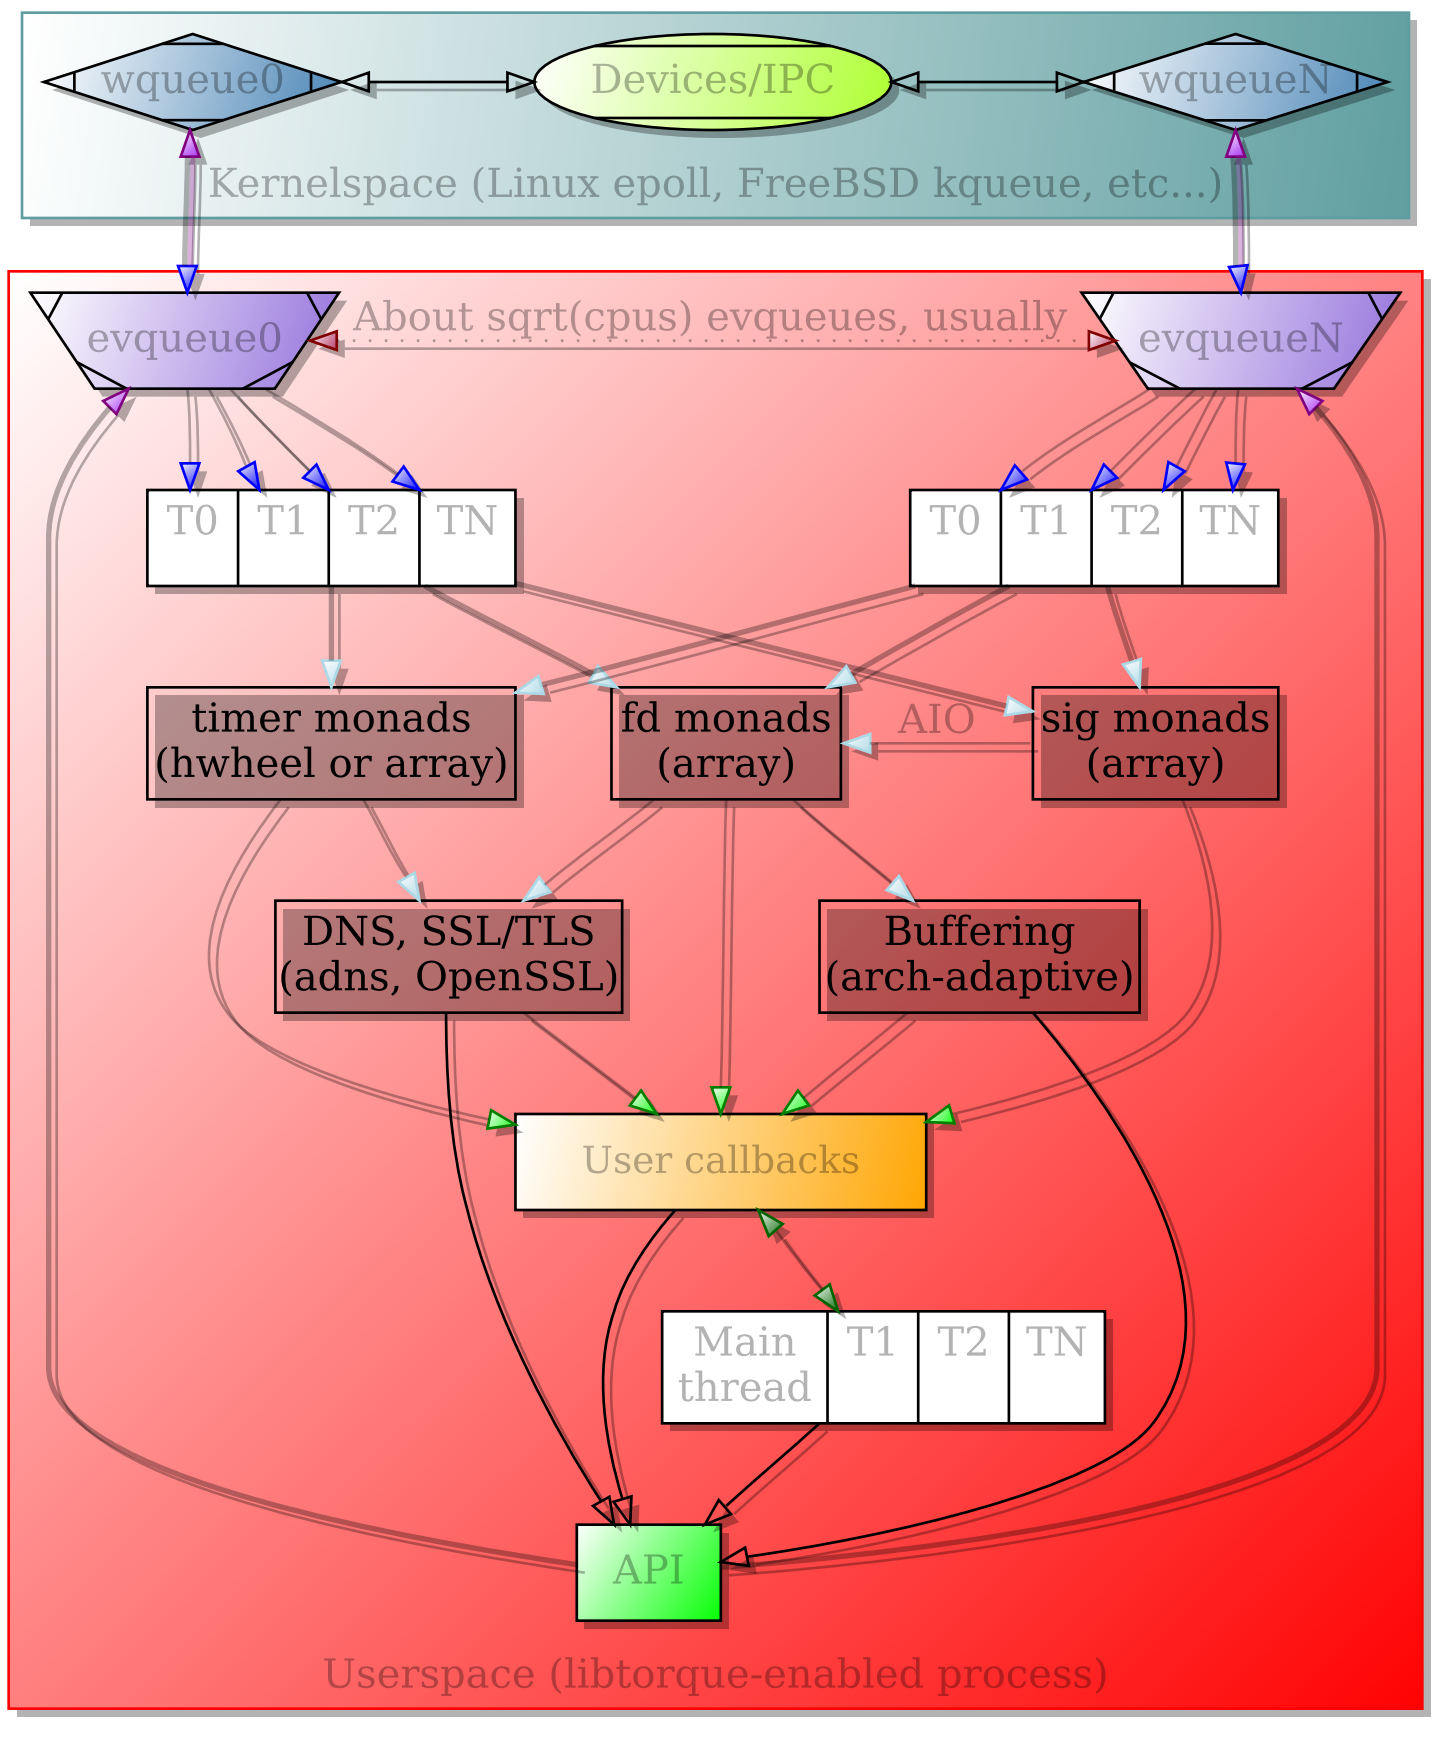 wqueue0
Devices/IPC
wqueueN
Kernelspace (Linux epoll, FreeBSD kqueue, etc...)
evqueue0
About sqrt(cpus) evqueues, usually
evqueueN
T0 T1 T2 TN
T0 T1 T2 TN
timer monads
(hwheel or array)
fd monads
(array)
AIO
sig monads
(array)
DNS, SSL/TLS
(adns, OpenSSL)
Buffering
(arch-adaptive)
User callbacks
Main
thread
T1 T2 TN
API
Userspace (libtorque-enabled process)